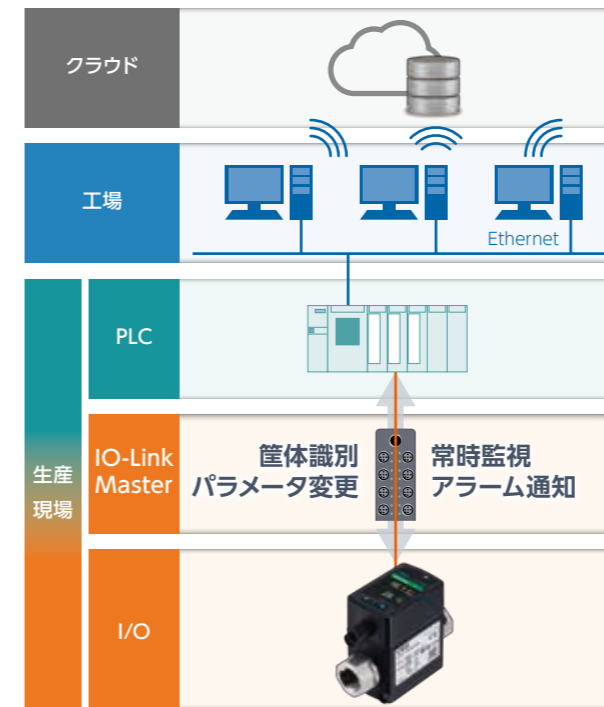 クラウド
工場
Ethernet
生産
現場
PLC
IO-Link
Master
筐体識別
パラメータ変更
常時監視
アラーム通知
I/O